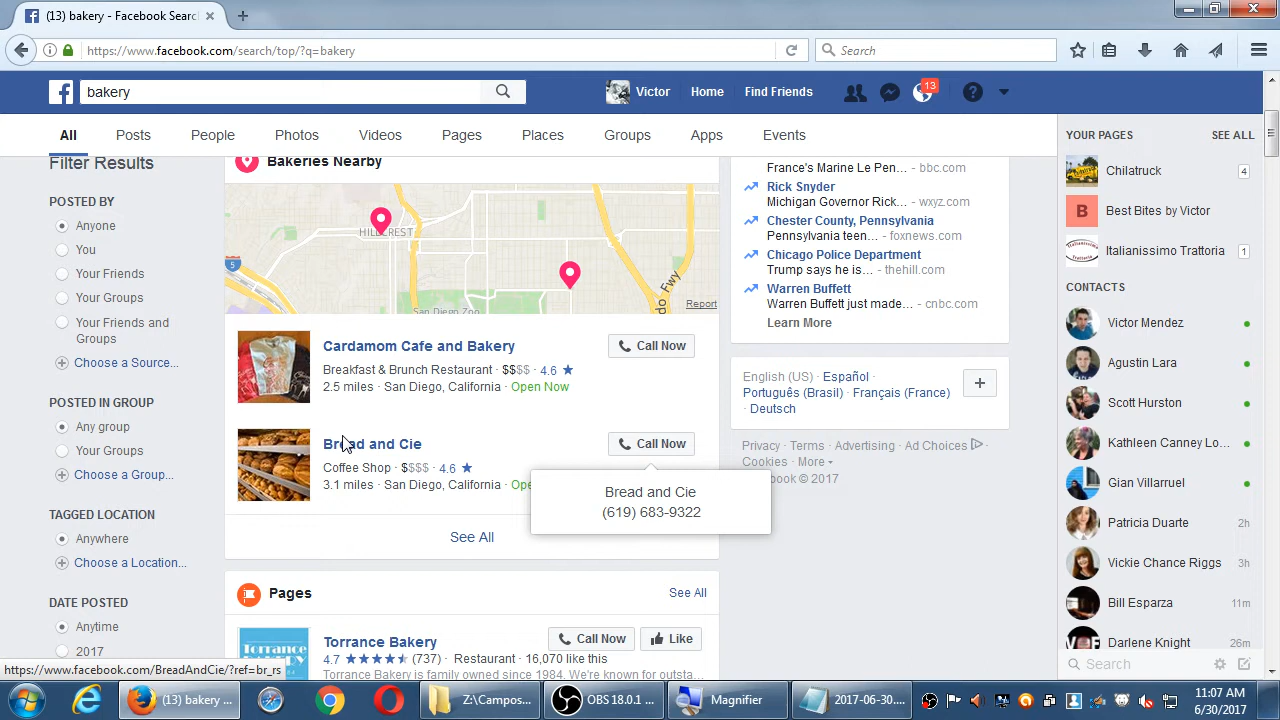 (13) bakery - Facebook Searc
https://www.facebook.com/search/top/?q=bakery
Search
bakery
Victor
Home
Find Friends
13
All
Posts
People
Photos
Videos
Pages
Places
Groups
Apps
Events
Filter Results
POSTED BY
Anyone
You
Your Friends
Your Groups
Your Friends and
Groups
Choose a Source...
POSTED IN GROUP
Any group
Your Groups
Choose a Group...
TAGGED LOCATION
Anywhere
Choose a Location...
DATE POSTED
Anytime
2017
Bakeries Nearby
HILLCREST
5
San Diego Zoo
Fwy
Report
Cardamom Cafe and Bakery
Breakfast & Brunch Restaurant · $$$$ · 4.6 ★
2.5 miles · San Diego, California · Open Now
Call Now
Bread and Cie
Coffee Shop · $$$$ · 4.6 ★
3.1 miles · San Diego, California · Ope
Call Now
Bread and Cie
(619) 683-9322
See All
Pages
See All
Torrance Bakery
4.7 ★★★★★ (737) · Restaurant · 16,070 like this
Torrance Bakery is family owned since 1984. We're known for outsta...
Call Now
Like
TORRANCE
France's Marine Le Pen... - bbc.com
Rick Snyder
Michigan Governor Rick... - wxyz.com
Chester County, Pennsylvania
Pennsylvania teen... - foxnews.com
Chicago Police Department
Trump says he is... - thehill.com
Warren Buffett
Warren Buffett just made... - cnbc.com
Learn More
English (US) · Español ·
Português (Brasil) · Français (France)
· Deutsch
Privacy · Terms · Advertising · Ad Choices ·
Cookies · More
ebook © 2017
YOUR PAGES
SEE ALL
Chilatruck
4
B
Best Bites by Victor
Italianissimo Trattoria
1
CONTACTS
Victor Mendez
Agustin Lara
Scott Hurston
Kathleen Canney Lo...
Gian Villarruel
Patricia Duarte
2h
Vickie Chance Riggs
3h
Bill Esparza
11m
Darlene Knight
26m
Search
https://www.facebook.com/BreadAndCie/?ref=br_rs
(13) bakery ...
Z:\Campos...
OBS 18.0.1 ...
Magnifier
2017-06-30....
11:07 AM
6/30/2017